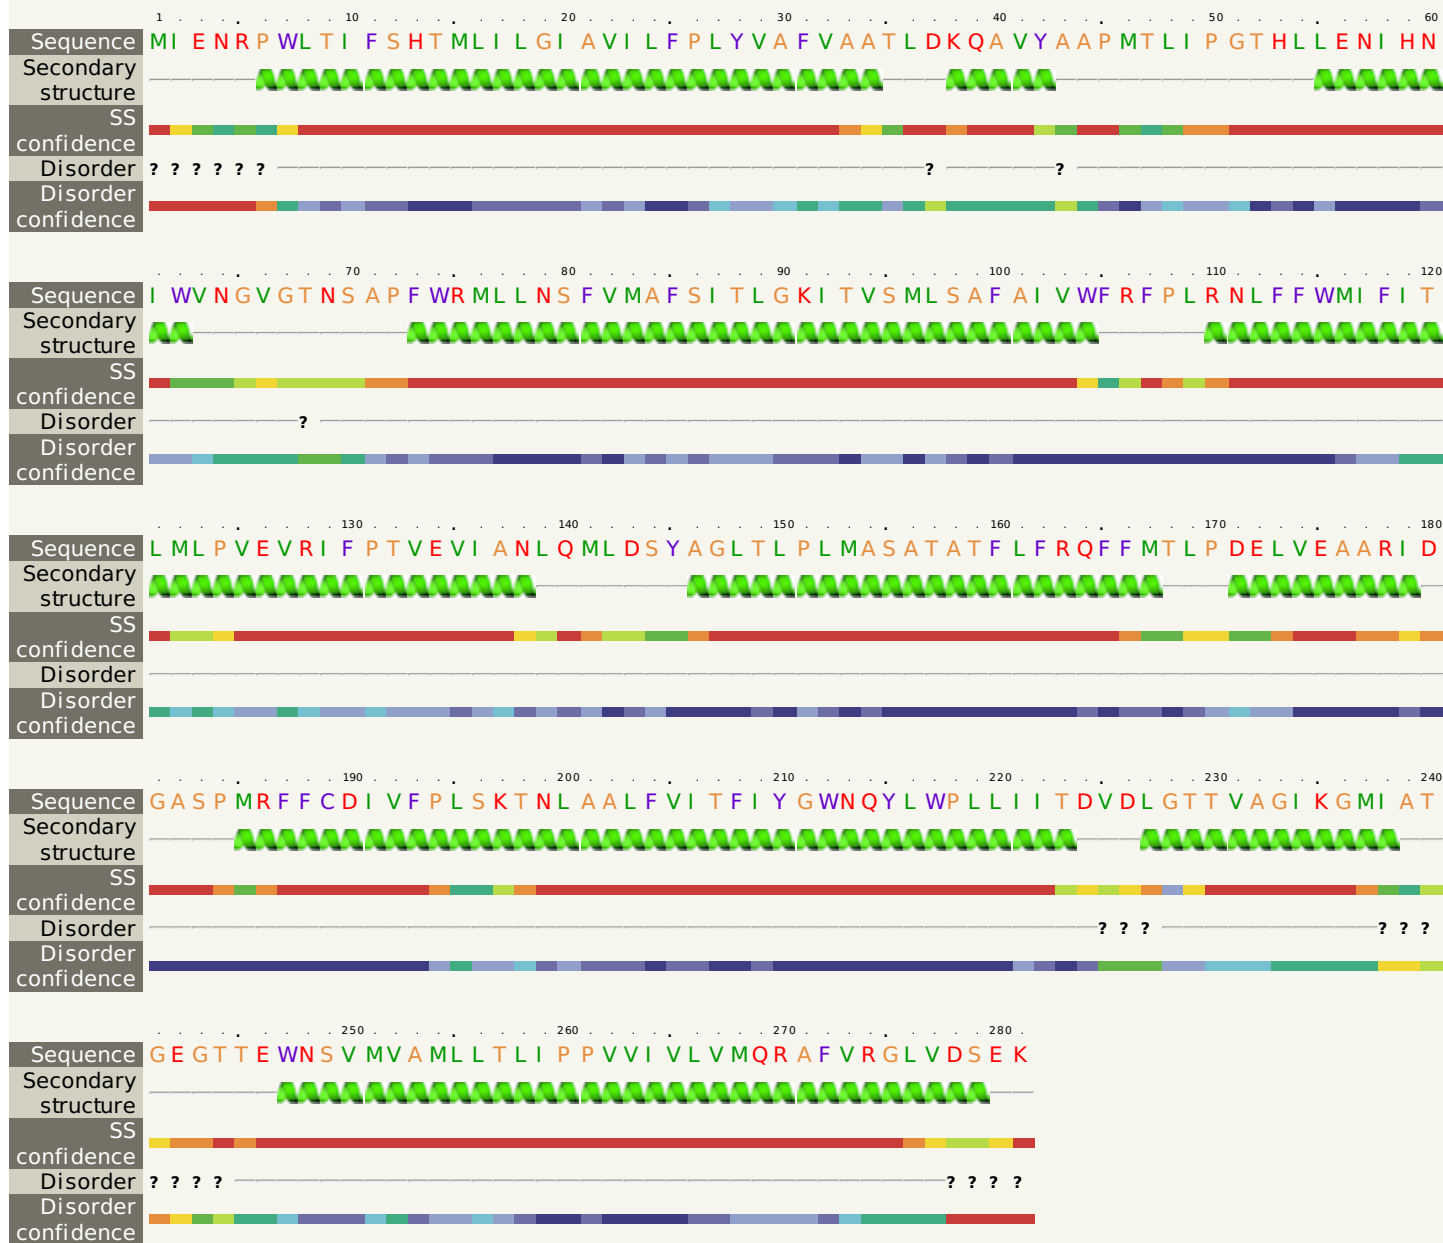 1 . . . . 10 . . . . 20 . . . . 30 . . . . 40 . . . . 50 . . . . 60
Sequence MIENRPWLTIFSHTMLILGIAVILFPLYVAFVAATLDKQAVYAAPMTLIPGTHLLENIHN
Secondary
structure
SS
confidence
Disorder ? ? ? ? ? ? ? ?
Disorder
confidence
. . . . 70 . . . . 80 . . . . 90 . . . . 100 . . . . 110 . . . . 120
Sequence IWVNGVGTNSAPFWRMLLNSFVMAFSITLGKITVSMLSAFAIVWFRFPLRNLFFWMIFIT
Secondary
structure
SS
confidence
Disorder ?
Disorder
confidence
. . . . 130 . . . . 140 . . . . 150 . . . . 160 . . . . 170 . . . . 180
Sequence LMLPVEVRIFPTVEVIANLQMLDSYAGLTLPLMASATATFLFRQFFMTLPDELVEAARID
Secondary
structure
SS
confidence
Disorder
Disorder
confidence
. . . . 190 . . . . 200 . . . . 210 . . . . 220 . . . . 230 . . . . 240
Sequence GASPMRFFCDIVFPLSKTNLAALFVITFIYGWNQYLWPLLIITDVDLGTTVAGIKGMIAT
Secondary
structure
SS
confidence
Disorder ? ? ? ? ? ?
Disorder
confidence
. . . . 250 . . . . 260 . . . . 270 . . . . 280 .
Sequence GEGTTEWNSVMVAMLLTLIPPVVIVLVMQRAFVRGLVDSEK
Secondary
structure
SS
confidence
Disorder ? ? ? ? ? ? ? ?
Disorder
confidence